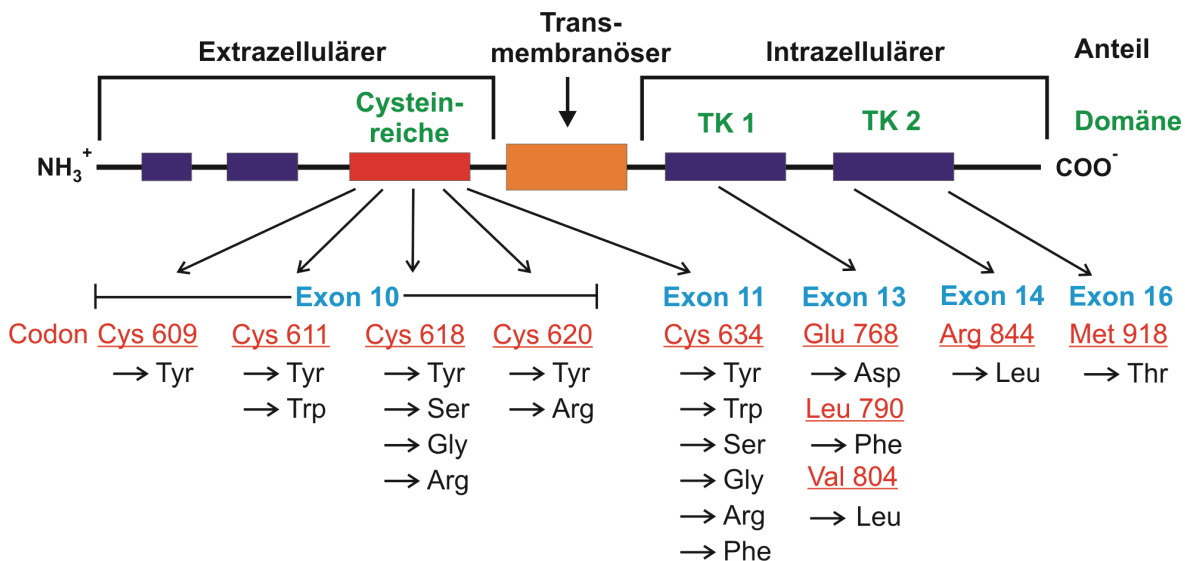 Extrazellulärer
Trans-
membranöser
Intrazellulärer
Anteil
Cystein-
reiche
TK 1
TK 2
Domäne
NH3+
COO-
Exon 10
Exon 11
Exon 13
Exon 14
Exon 16
Codon Cys 609
Cys 611
Cys 618
Cys 620
Cys 634
Glu 768
Arg 844
Met 918
→ Tyr
→ Tyr
→ Trp
→ Tyr
→ Ser
→ Gly
→ Arg
→ Tyr
→ Arg
→ Tyr
→ Trp
→ Ser
→ Gly
→ Arg
→ Phe
→ Asp
Leu 790
→ Phe
Val 804
→ Leu
→ Leu
→ Thr